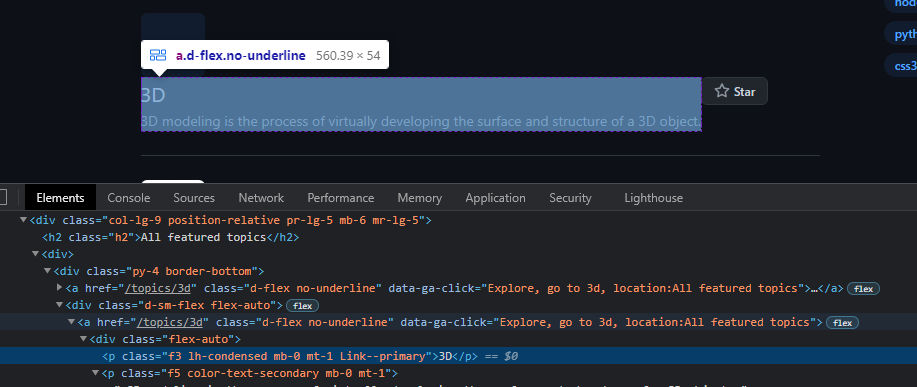 node
pyth
css3
a.d-flex.no-underline 560.39 × 54
3D
Star
3D modeling is the process of virtually developing the surface and structure of a 3D object.
Elements Console Sources Network Performance Memory Application Security Lighthouse
<div class="col-lg-9 position-relative pr-lg-5 mb-6 mr-lg-5">
<h2 class="h2">All featured topics</h2>
<div>
<div class="py-4 border-bottom">
<a href="/topics/3d" class="d-flex no-underline" data-ga-click="Explore, go to 3d, location:All featured topics">…</a> flex
<div class="d-sm-flex flex-auto"> flex
<a href="/topics/3d" class="d-flex no-underline" data-ga-click="Explore, go to 3d, location:All featured topics"> flex
<div class="flex-auto">
<p class="f3 lh-condensed mb-0 mt-1 Link--primary">3D</p> == $0
<p class="f5 color-text-secondary mb-0 mt-1">